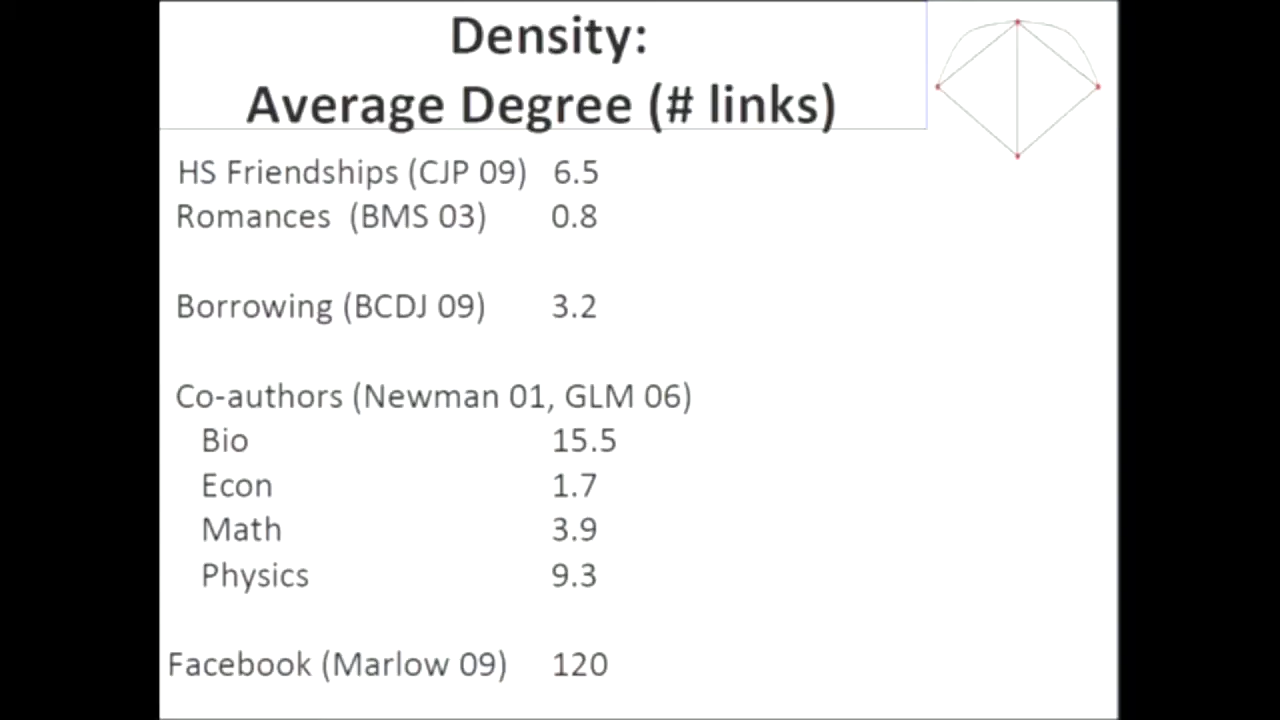 Density:
Average Degree (# links)
HS Friendships (CJP 09) 6.5
Romances (BMS 03) 0.8
Borrowing (BCDJ 09) 3.2
Co-authors (Newman 01, GLM 06)
Bio 15.5
Econ 1.7
Math 3.9
Physics 9.3
Facebook (Marlow 09) 120